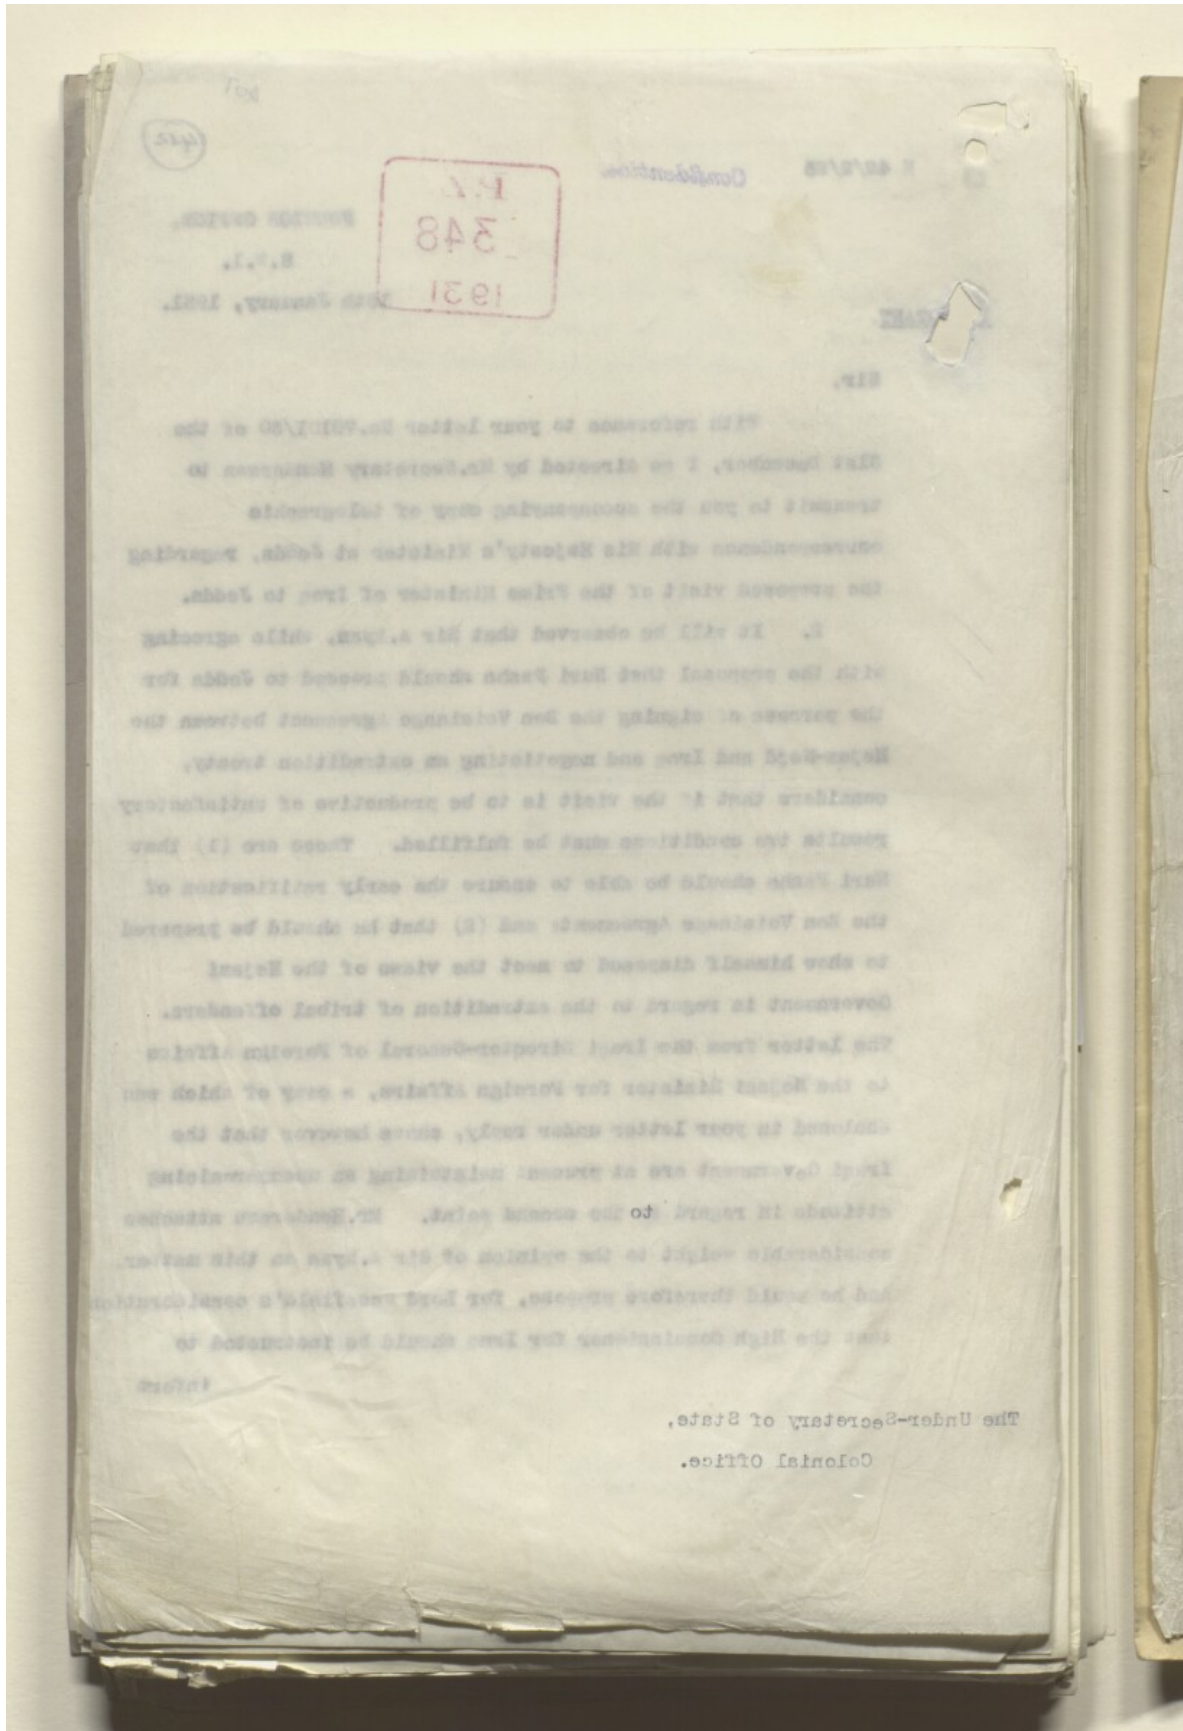 422
E 49/2/25
Confidential.
P.Z.
348
1931
FOREIGN OFFICE,
S.W.1.
16th January, 1931.
Sir,
With reference to your letter No. of the
31st December, I am directed by Mr.Secretary Henderson to
transmit to you the accompanying copy of telegraphic
correspondence with His Majesty's Minister at Jedda, regarding
the proposed visit of the Prime Minister of Iraq to Jedda.
2. It will be observed that Sir A.Ryan, while agreeing
with the proposal that Nuri Pasha should proceed to Jedda for
the purpose of signing the Bon Voisinage Agreement between the
Hejaz-Nejd and Iraq and negotiating an extradition treaty,
considers that if the visit is to be productive of satisfactory
results two conditions must be fulfilled. These are (1) that
Nuri Pasha should be able to ensure the early ratification of
the Bon Voisinage Agreement and (2) that he should be prepared
to show himself disposed to meet the views of the Hejazi
Government in regard to the extradition of tribal offenders.
The letter from the Iraqi Director-General of Foreign Affairs
to the Hejazi Minister for Foreign Affairs, a copy of which was
enclosed in your letter under reply, shows however that the
Iraqi Government are at present maintaining an uncompromising
attitude in regard to the second point. Mr.Henderson attaches
considerable weight to the opinion of Sir A.Ryan on this matter
and he would therefore propose, for Lord Passfield's consideration
that the High Commissioner for Iraq should be instructed to
inform
The Under-Secretary of State,
Colonial Office.